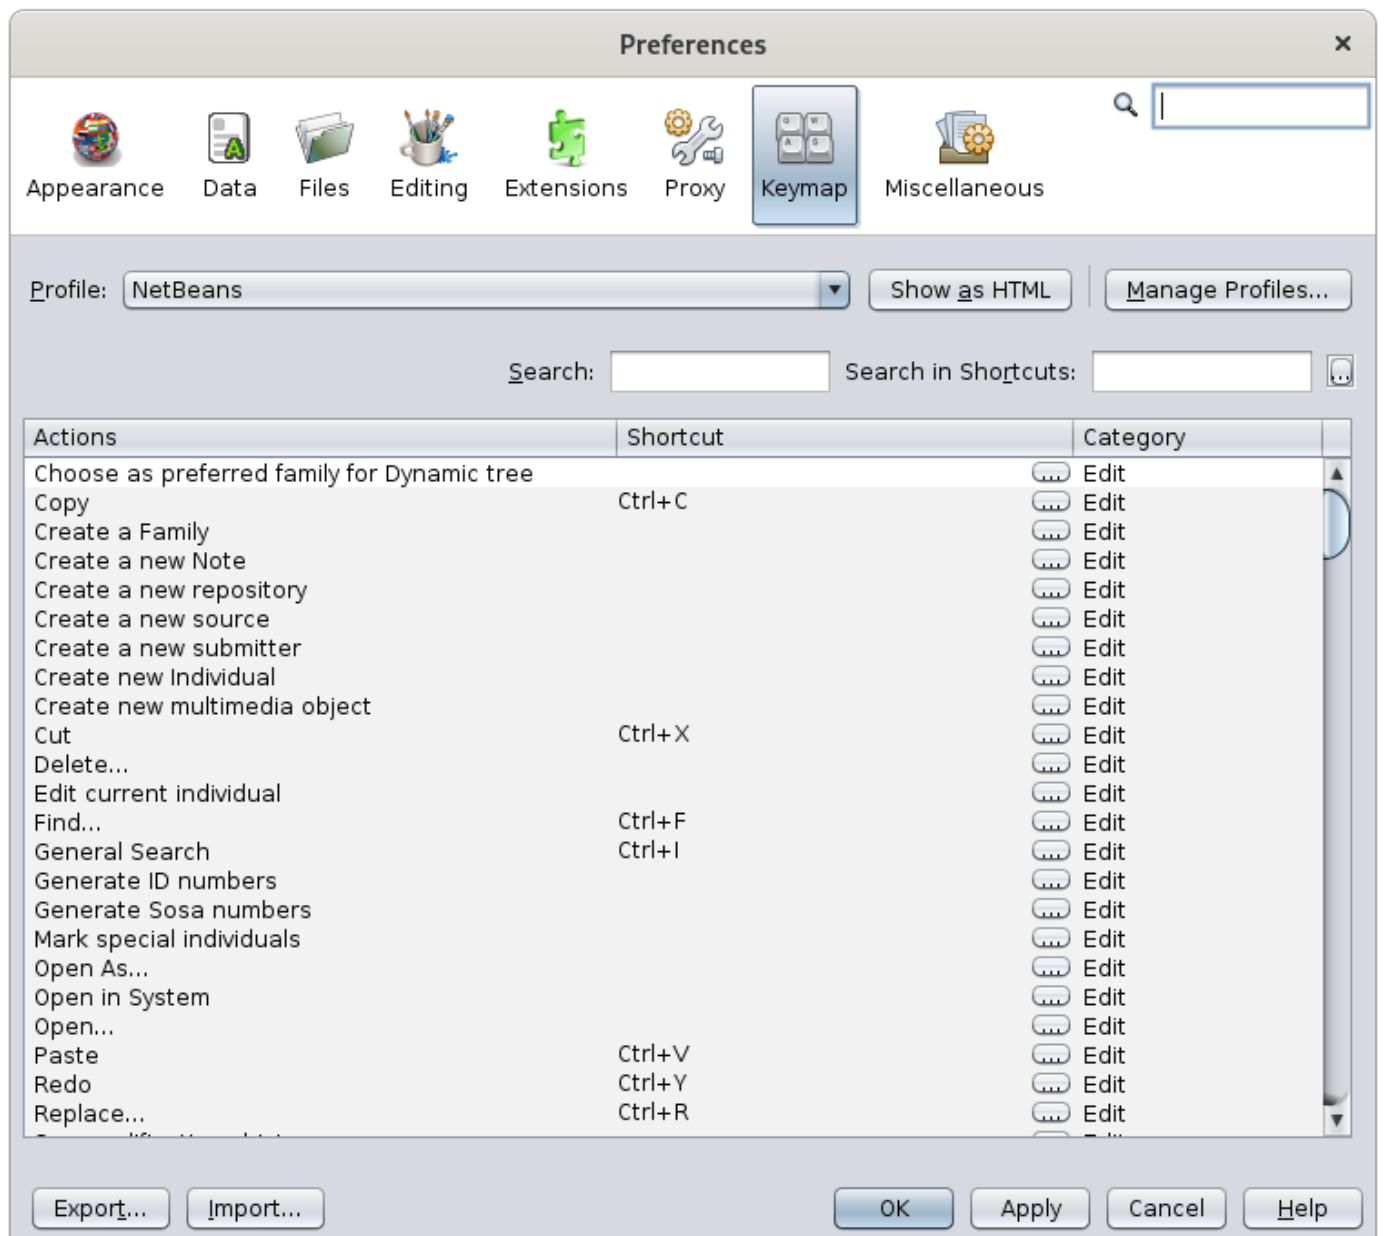 Preferences
Appearance Data Files Editing Extensions Proxy Keymap Miscellaneous
Profile: NetBeans Show as HTML Manage Profiles...
Search: Search in Shortcuts: ...
Actions Shortcut Category
Choose as preferred family for Dynamic tree ... Edit
Copy Ctrl+C ... Edit
Create a Family ... Edit
Create a new Note ... Edit
Create a new repository ... Edit
Create a new source ... Edit
Create a new submitter ... Edit
Create new Individual ... Edit
Create new multimedia object ... Edit
Cut Ctrl+X ... Edit
Delete... ... Edit
Edit current individual ... Edit
Find... Ctrl+F ... Edit
General Search Ctrl+I ... Edit
Generate ID numbers ... Edit
Generate Sosa numbers ... Edit
Mark special individuals ... Edit
Open As... ... Edit
Open in System ... Edit
Open... ... Edit
Paste Ctrl+V ... Edit
Redo Ctrl+Y ... Edit
Replace... Ctrl+R ... Edit
Export... Import... OK Apply Cancel Help